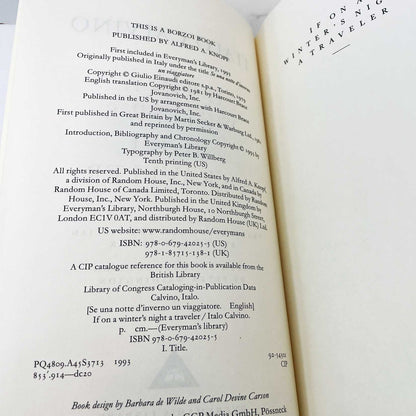 THIS IS A BORZOI BOOK
PUBLISHED BY ALFRED A. KNOPF
First included in Everyman's Library, 1993
Originally published in Italy under the title Se una notte d'inverno
un viaggiatore
Copyright © Giulio Einaudi editore s.p.a., Torino, 1979
English translation Copyright © 1981 by Harcourt Brace
Jovanovich, Inc.
Published in the US by arrangement with Harcourt Brace
Jovanovich, Inc.
First published in Great Britain by Martin Secker & Warburg Ltd, 1981
and reprinted by permission
Introduction, Bibliography and Chronology Copyright © 1993 by
Everyman's Library
Typography by Peter B. Willberg
Tenth printing (US)
All rights reserved. Published in the United States by Alfred A. Knopf,
a division of Random House, Inc., New York, and in Canada by
Random House of Canada Limited, Toronto. Distributed by Random
House, Inc., New York. Published in the United Kingdom by
Everyman's Library, Northburgh House, 10 Northburgh Street,
London EC1V 0AT, and distributed by Random House (UK) Ltd.
US website: www.randomhouse/everymans
ISBN: 978-0-679-42025-5 (US)
978-1-85715-138-1 (UK)
A CIP catalogue reference for this book is available from the
British Library
Library of Congress Cataloging-in-Publication Data
Calvino, Italo.
[Se una notte d'inverno un viaggiatore. English]
If on a winter's night a traveler / Italo Calvino.
p. cm.—(Everyman's library)
ISBN 978-0-679-42025-5
I. Title.
PQ4809.A45S3713 1993
853'.914—dc20
CIP
Book design by Barbara de Wilde and Carol Devine Carson
GGP Media GmbH, Pössneck
IF ON A
WINTER'S NIGH
A TRAVELER